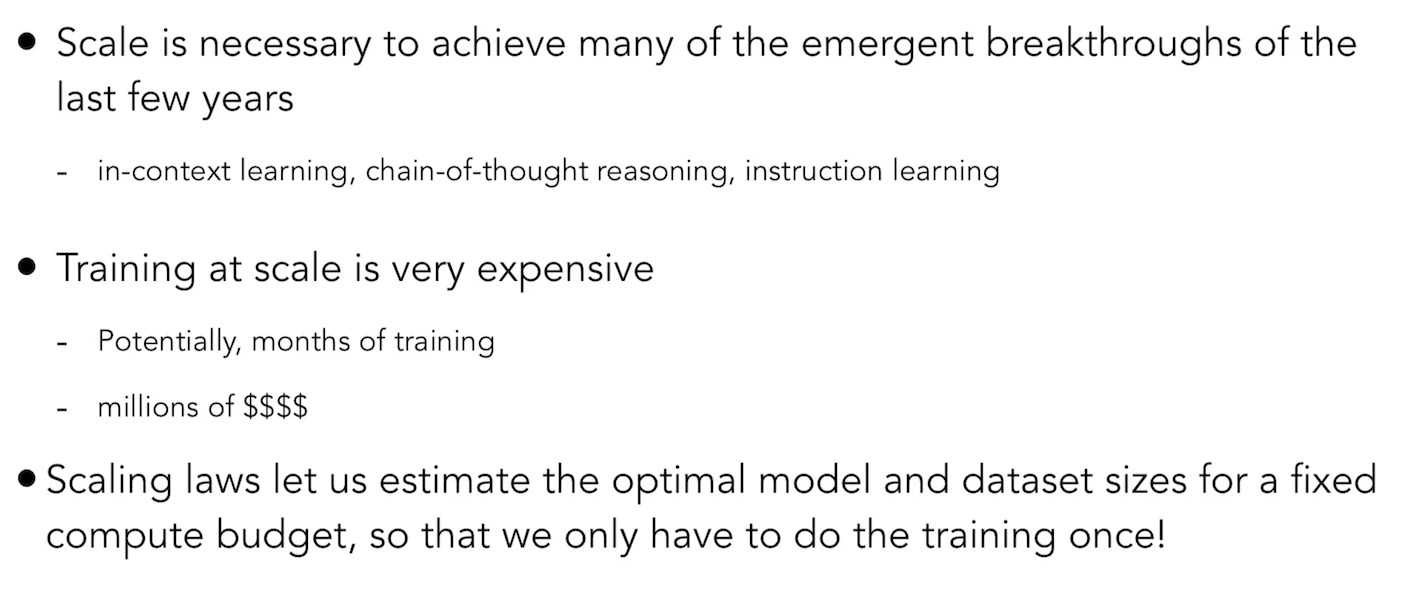 ● Scale is necessary to achieve many of the emergent breakthroughs of the
last few years
- in-context learning, chain-of-thought reasoning, instruction learning
● Training at scale is very expensive
- Potentially, months of training
- millions of $$$$
● Scaling laws let us estimate the optimal model and dataset sizes for a fixed
compute budget, so that we only have to do the training once!